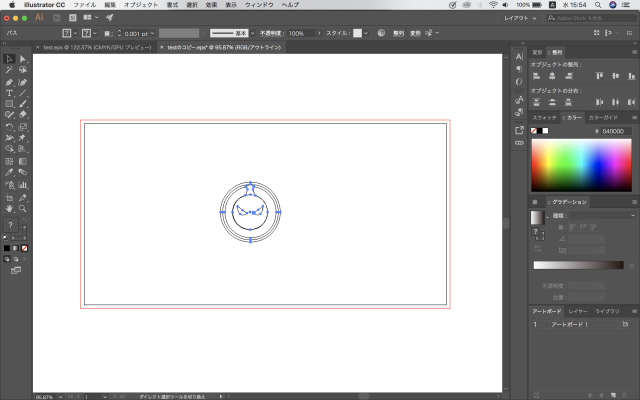 Illustrator CC ファイル 編集 オブジェクト 書式 選択 効果 表示 ウィンドウ ヘルプ 100% 水 15:54
Ai Br St レイアウト Adobe Stock を検索
パス 線: 0.001 pt 基本 不透明度: 100% スタイル: 整列 変形
× test.eps @ 122.37% (CMYK/GPU プレビュー) × testのコピー.eps* @ 95.87% (RGB/アウトライン)
変形 整列
オブジェクトの整列:
オブジェクトの分布:
スウォッチ カラー カラーガイド
# 040000
グラデーション
種類:
線:
不透明度:
位置:
アートボード レイヤー ライブラリ
1 アートボード 1
95.87% 1 ダイレクト選択ツールを切り換え